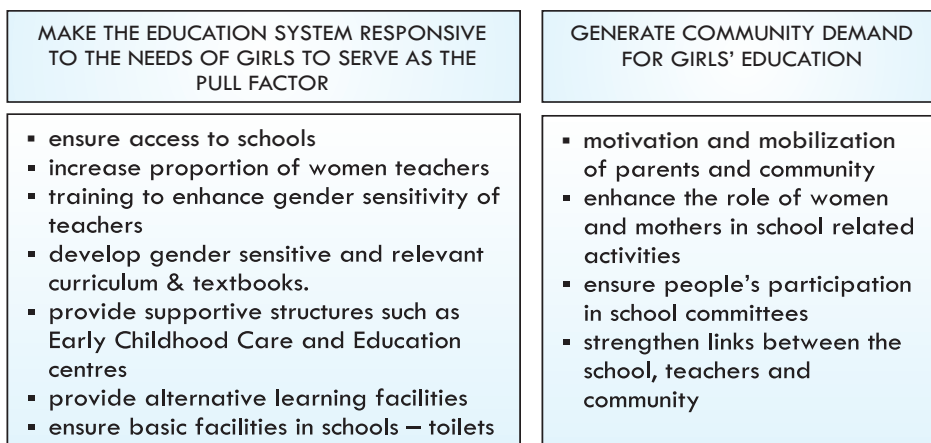 MAKE THE EDUCATION SYSTEM RESPONSIVE
TO THE NEEDS OF GIRLS TO SERVE AS THE
PULL FACTOR
▪ ensure access to schools
▪ increase proportion of women teachers
▪ training to enhance gender sensitivity of
teachers
▪ develop gender sensitive and relevant
curriculum & textbooks.
▪ provide supportive structures such as
Early Childhood Care and Education
centres
▪ provide alternative learning facilities
▪ ensure basic facilities in schools – toilets
GENERATE COMMUNITY DEMAND
FOR GIRLS’ EDUCATION
▪ motivation and mobilization
of parents and community
▪ enhance the role of women
and mothers in school related
activities
▪ ensure people’s participation
in school committees
▪ strengthen links between the
school, teachers and
community